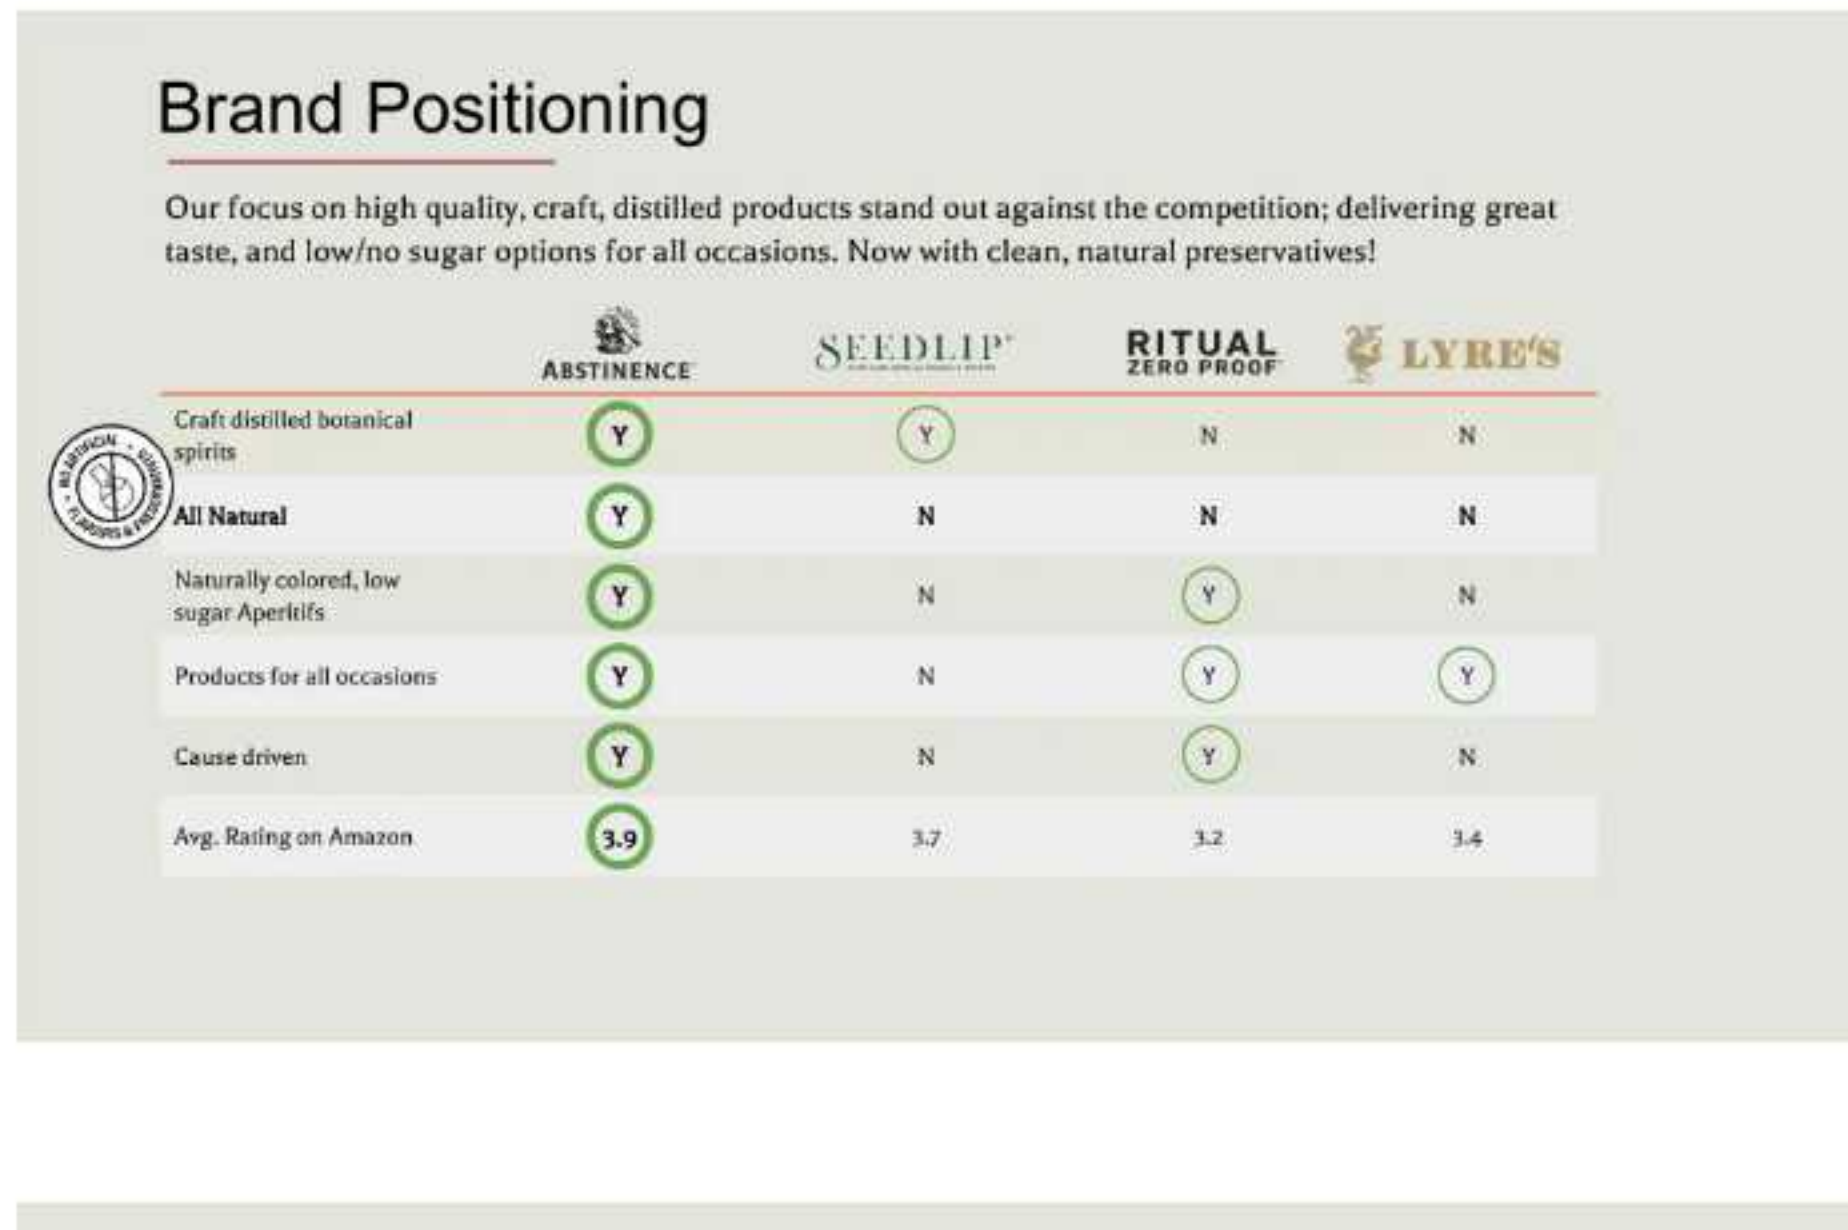 Brand Positioning
Our focus on high quality, craft, distilled products stand out against the competition; delivering great
taste, and low/no sugar options for all occasions. Now with clean, natural preservatives!
ABSTINENCE SEEDLIP RITUAL ZERO PROOF LYRE'S
Craft distilled botanical
spirits Y Y N N
NO ARTIFICIAL FLAVOURS &
All Natural Y N N N
Naturally colored, low
sugar Aperitifs Y N Y N
Products for all occasions Y N Y Y
Cause driven Y N Y N
Avg. Rating on Amazon 3.9 3.7 3.2 3.4